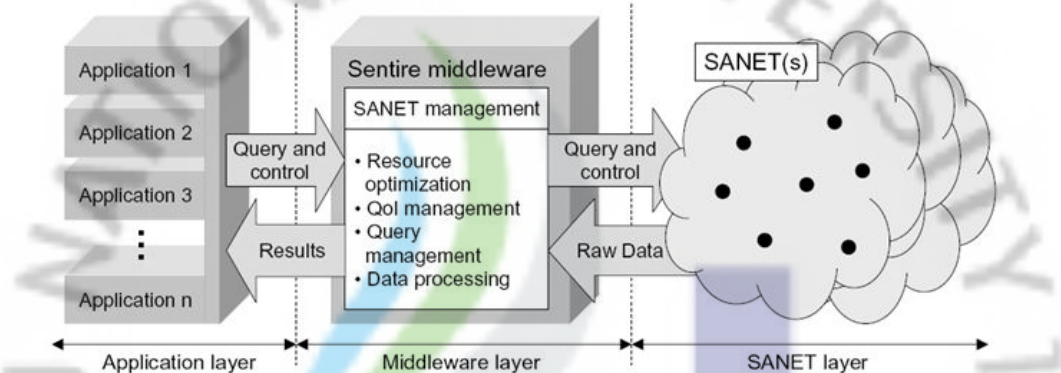 Application 1
Application 2
Application 3
Application n
Query and
control
Results
Sentire middleware
SANET management
• Resource
optimization
• QoI management
• Query
management
• Data processing
Query and
control
Raw Data
SANET(s)
Application layer
Middleware layer
SANET layer